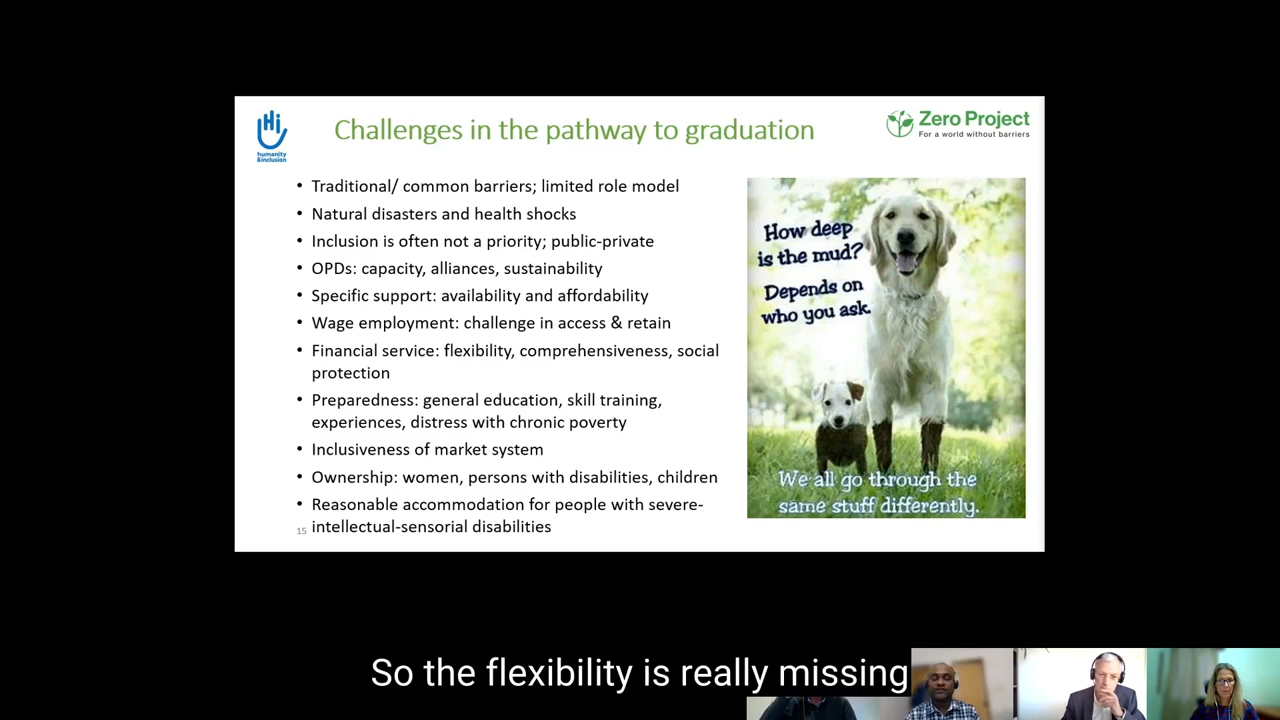 humanity
&inclusion
Challenges in the pathway to graduation
Zero Project
For a world without barriers
• Traditional/ common barriers; limited role model
• Natural disasters and health shocks
• Inclusion is often not a priority; public-private
• OPDs: capacity, alliances, sustainability
• Specific support: availability and affordability
• Wage employment: challenge in access & retain
• Financial service: flexibility, comprehensiveness, social
protection
• Preparedness: general education, skill training,
experiences, distress with chronic poverty
• Inclusiveness of market system
• Ownership: women, persons with disabilities, children
• Reasonable accommodation for people with severe-
intellectual-sensorial disabilities
15
How deep
is the mud?
Depends on
who you ask.
We all go through the
same stuff differently.
So the flexibility is really missing